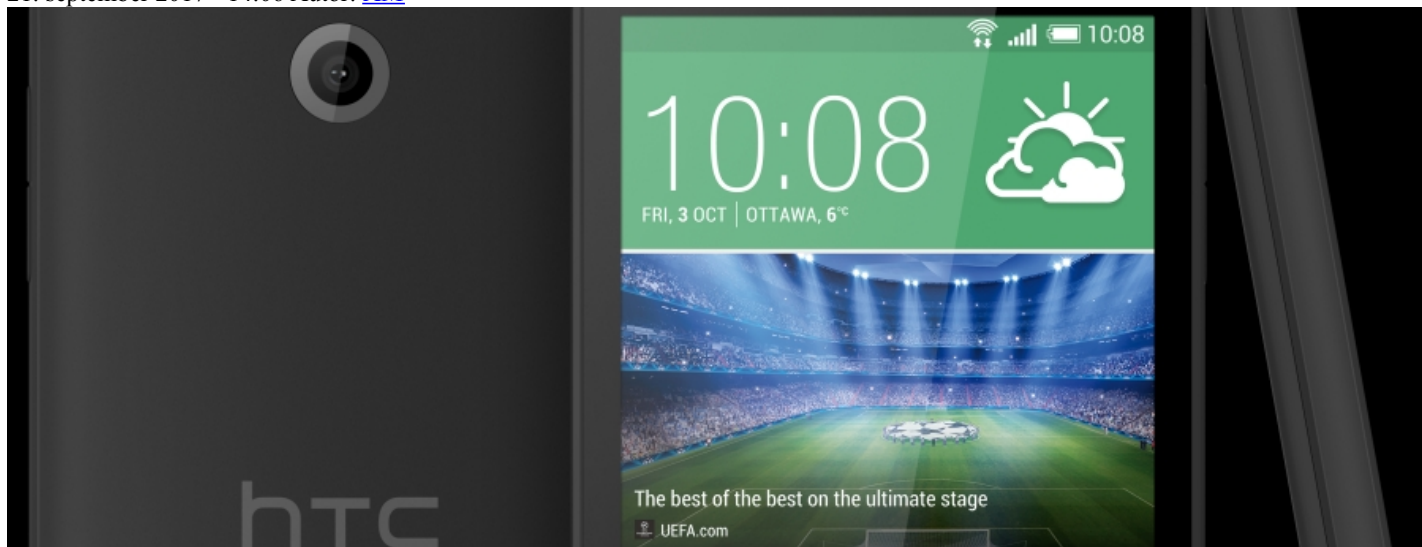 10:08
10:08
FRI, 3 OCT | OTTAWA, 6°C
The best of the best on the ultimate stage
UEFA.com
hTC